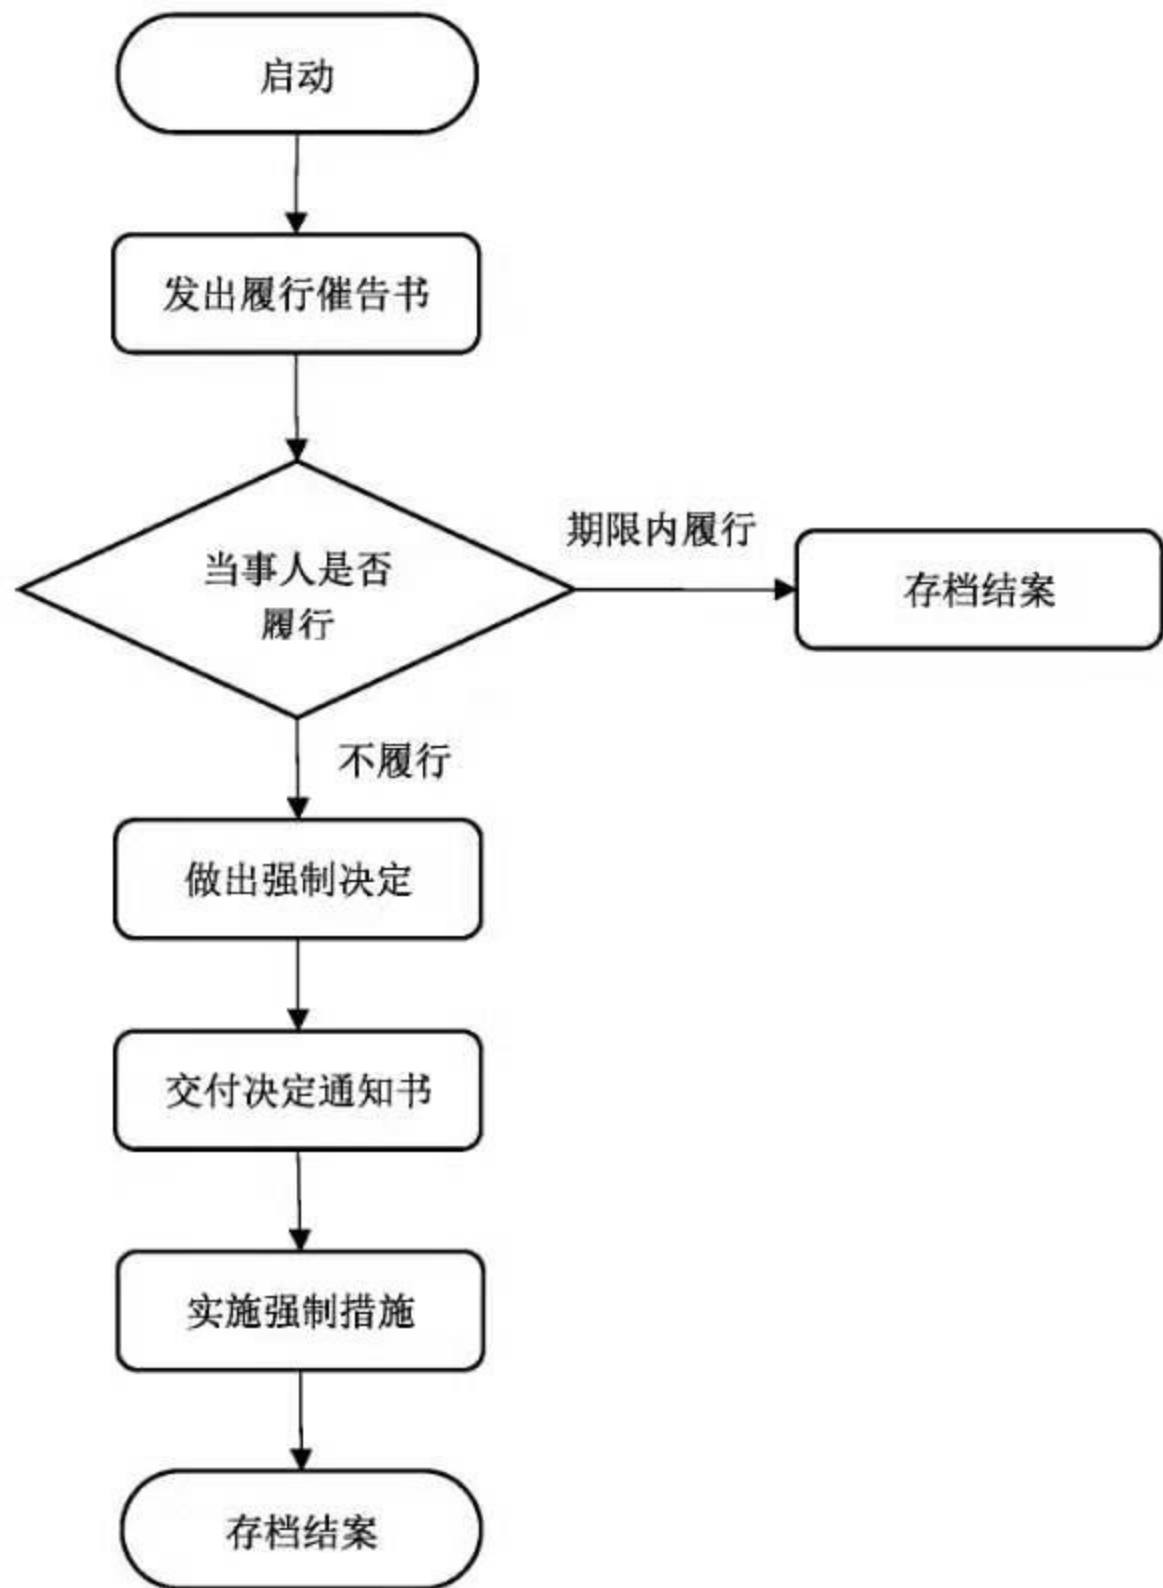 启动
发出履行催告书
当事人是否
履行
期限内履行
存档结案
不履行
做出强制决定
交付决定通知书
实施强制措施
存档结案